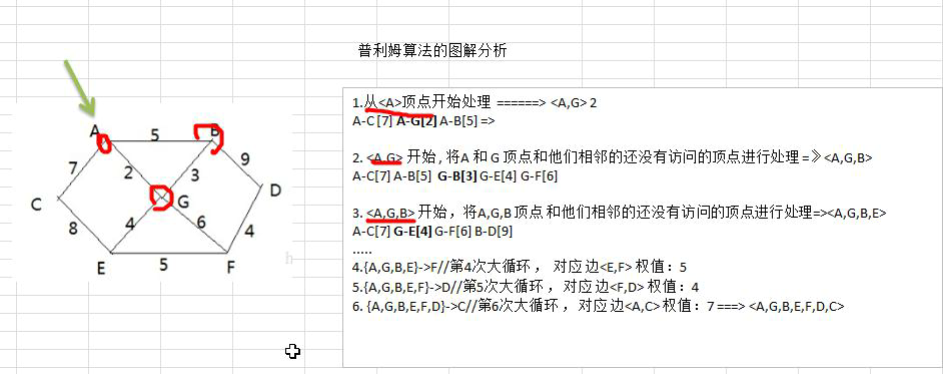 普利姆算法的图解分析
A
5
B
7
2
3
9
C
G
D
8
4
6
4
E
5
F
1.从<A>顶点开始处理 ======> <A,G> 2
A-C [7] A-G[2] A-B[5] =>
2. <A,G> 开始 , 将A 和 G 顶点和他们相邻的还没有访问的顶点进行处理 =》<A,G,B>
A-C[7] A-B[5] G-B[3] G-E[4] G-F[6]
3. <A,G,B> 开始，将A,G,B 顶点和他们相邻的还没有访问的顶点进行处理=><A,G,B,E>
A-C[7] G-E[4] G-F[6] B-D[9]
.....
4.{A,G,B,E}->F//第4次大循环 ， 对应边<E,F> 权值：5
5.{A,G,B,E,F}->D//第5次大循环 ， 对应边<F,D> 权值：4
6. {A,G,B,E,F,D}->C//第6次大循环 ，对应边<A,C> 权值：7 ===> <A,G,B,E,F,D,C>